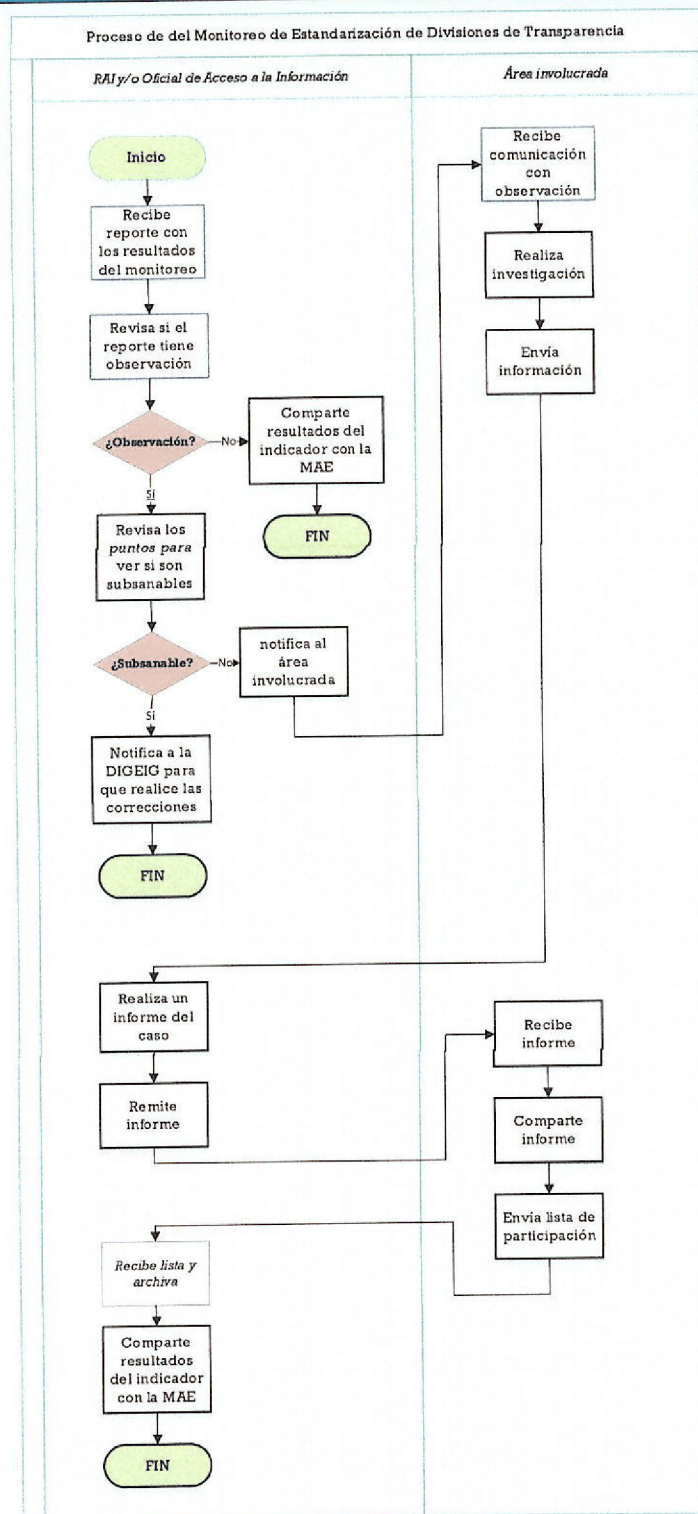 Proceso de del Monitoreo de Estandarización de Divisiones de Transparencia
RAI y/o Oficial de Acceso a la Información
Área involucrada
Inicio
Recibe
reporte con
los resultados
del monitoreo
Revisa si el
reporte tiene
observación
¿Observación?
No
Comparte
resultados del
indicador con la
MAE
FIN
Sí
Revisa los
puntos para
ver si son
subsanables
¿Subsanable?
No
notifica al
área
involucrada
Sí
Notifica a la
DIGEIG para
que realice las
correcciones
FIN
Recibe
comunicación
con
observación
Realiza
investigación
Envía
información
Realiza un
informe del
caso
Remite
informe
Recibe
informe
Comparte
informe
Envía lista de
participación
Recibe lista y
archiva
Comparte
resultados
del indicador
con la MAE
FIN